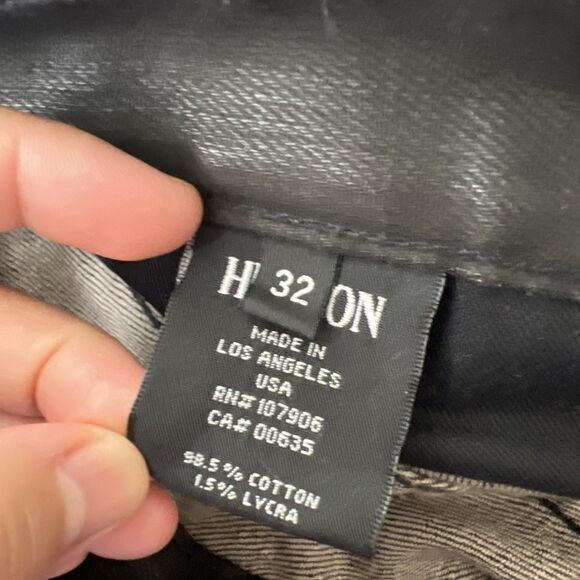 32
ON
MADE IN
LOS ANGELES
USA
RN# 107906
CA# 00635
98.5% COTTON
1.5% LYCRA